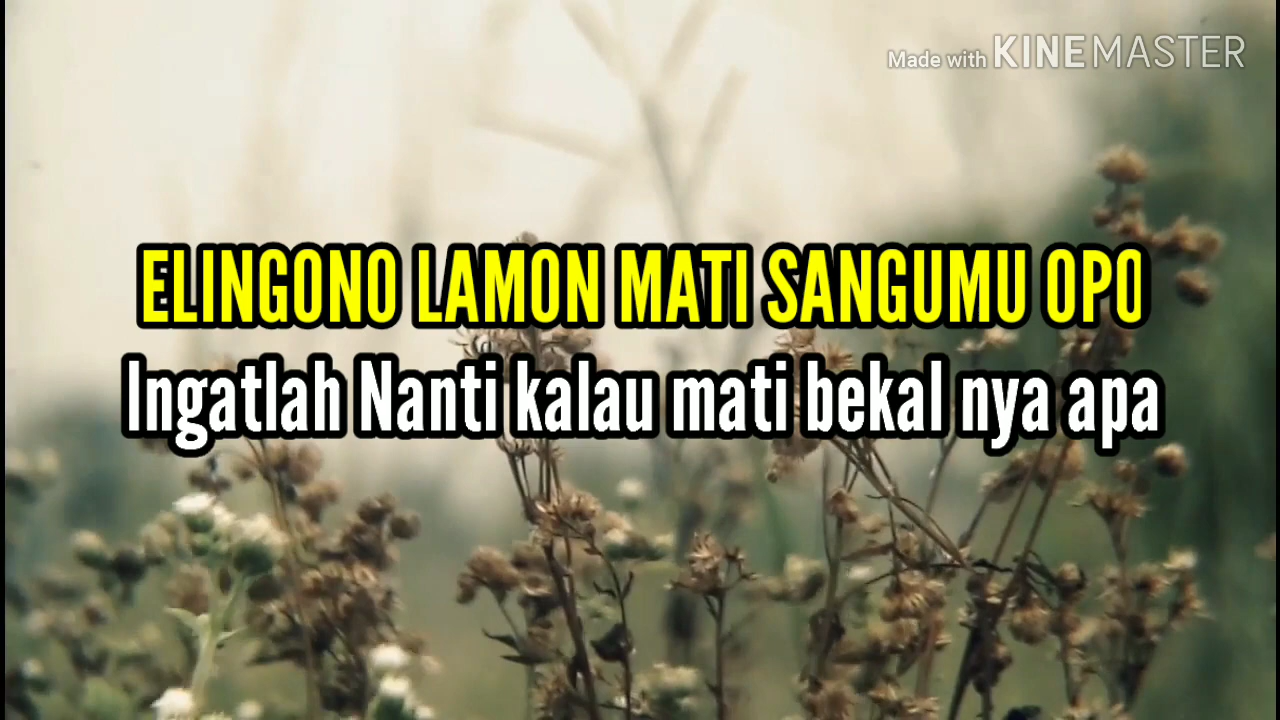 Made with KINEMASTER
ELINGONO LAMON MATI SANGUMU OPO
Ingatlah Nanti kalau mati bekal nya apa